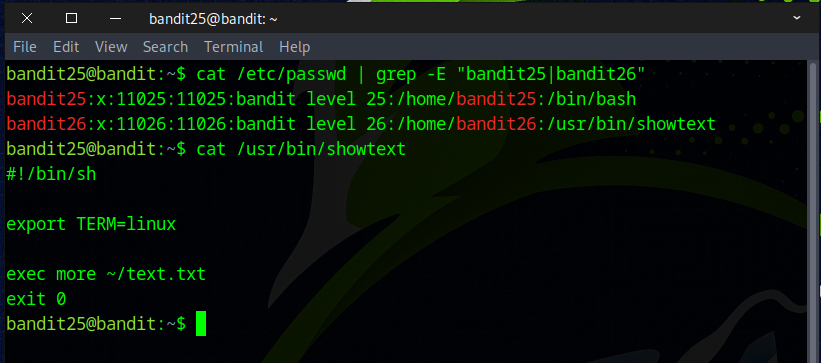 bandit25@bandit: ~
File Edit View Search Terminal Help
bandit25@bandit:~$ cat /etc/passwd | grep -E "bandit25|bandit26"
bandit25:x:11025:11025:bandit level 25:/home/bandit25:/bin/bash
bandit26:x:11026:11026:bandit level 26:/home/bandit26:/usr/bin/showtext
bandit25@bandit:~$ cat /usr/bin/showtext
#!/bin/sh
export TERM=linux
exec more ~/text.txt
exit 0
bandit25@bandit:~$